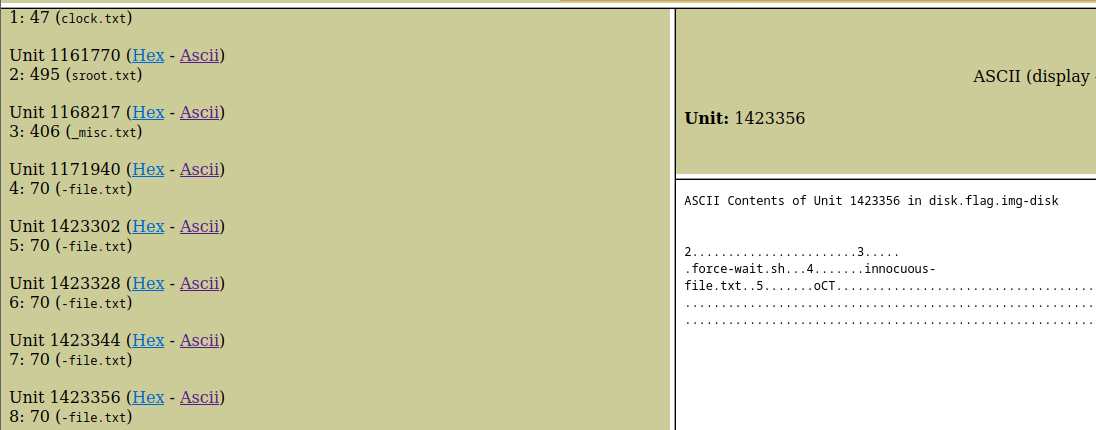 1: 47 (clock.txt)
Unit 1161770 (Hex - Ascii)
2: 495 (sroot.txt)
Unit 1168217 (Hex - Ascii)
3: 406 (_misc.txt)
Unit 1171940 (Hex - Ascii)
4: 70 (-file.txt)
Unit 1423302 (Hex - Ascii)
5: 70 (-file.txt)
Unit 1423328 (Hex - Ascii)
6: 70 (-file.txt)
Unit 1423344 (Hex - Ascii)
7: 70 (-file.txt)
Unit 1423356 (Hex - Ascii)
8: 70 (-file.txt)
ASCII (display -
Unit: 1423356
ASCII Contents of Unit 1423356 in disk.flag.img-disk
2.......................3.....
.force-wait.sh...4.......innocuous-
file.txt..5.......oCT....................................
.........................................................
.........................................................